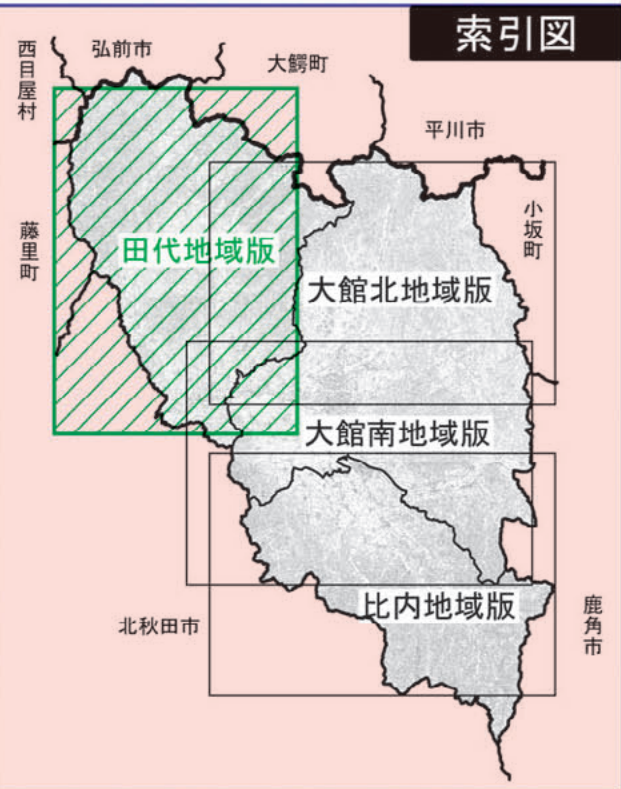 索引図
西目屋村
弘前市
大鰐町
平川市
藤里町
小坂町
田代地域版
大館北地域版
大館南地域版
比内地域版
北秋田市
鹿角市